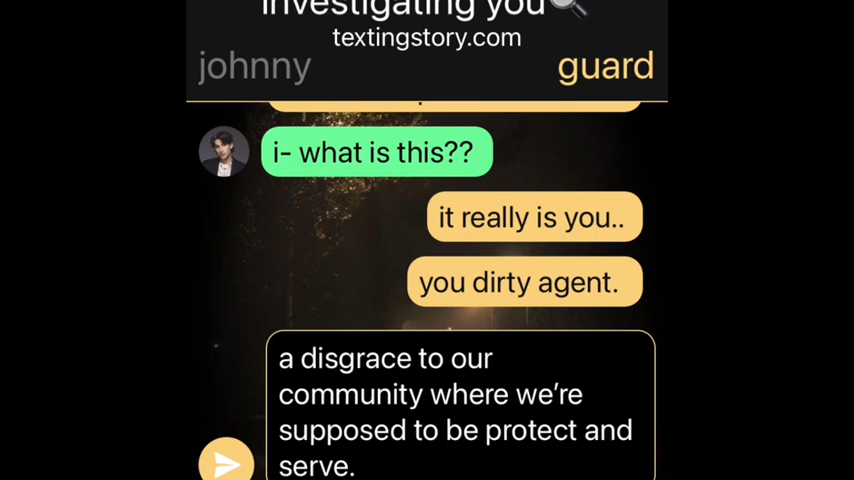 investigating you🔍
textingstory.com
johnny
guard
i- what is this??
it really is you..
you dirty agent.
a disgrace to our
community where we’re
supposed to be protect and
serve.